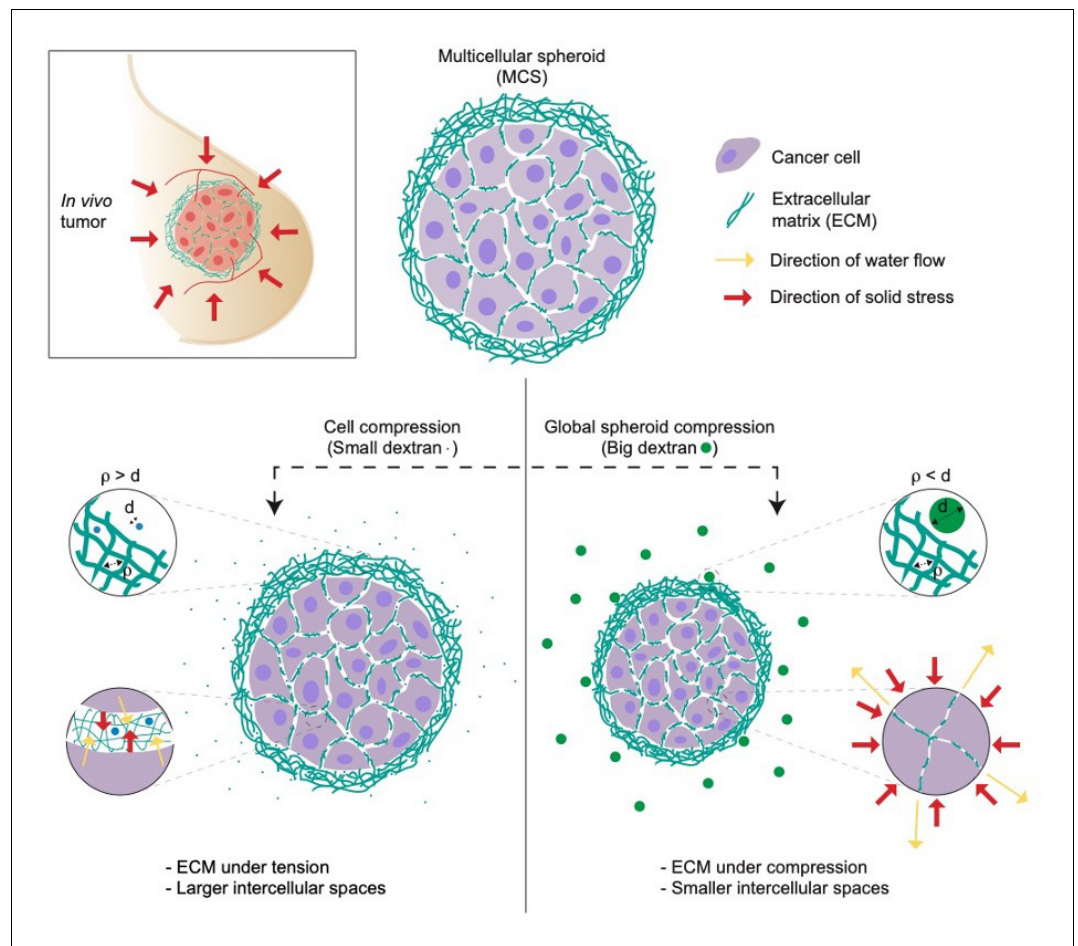 Multicellular spheroid
(MCS)
In vivo
tumor
Cancer cell
Extracellular
matrix (ECM)
Direction of water flow
Direction of solid stress
Cell compression
(Small dextran · )
Global spheroid compression
(Big dextran )
ρ > d
d
ρ
ρ < d
d
ρ
- ECM under tension
- Larger intercellular spaces
- ECM under compression
- Smaller intercellular spaces